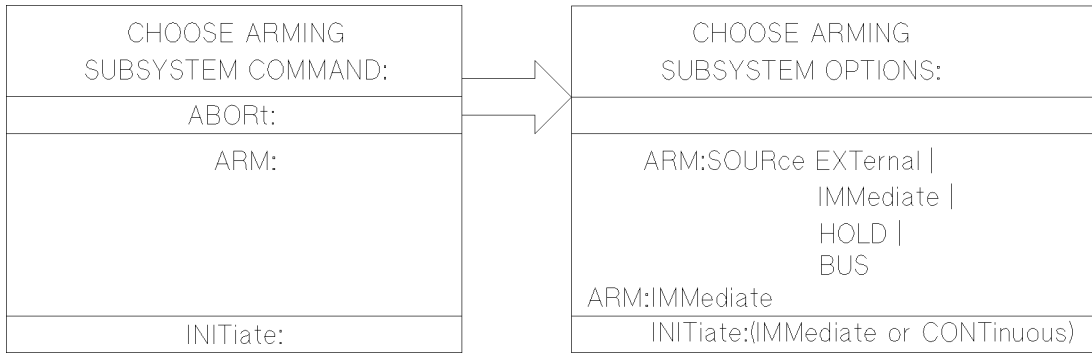 CHOOSE ARMING
SUBSYSTEM COMMAND:
ABORt:
ARM:
INITiate:
CHOOSE ARMING
SUBSYSTEM OPTIONS:
ARM:SOURce EXTernal |
IMMediate |
HOLD |
BUS
ARM:IMMediate
INITiate:(IMMediate or CONTinuous)